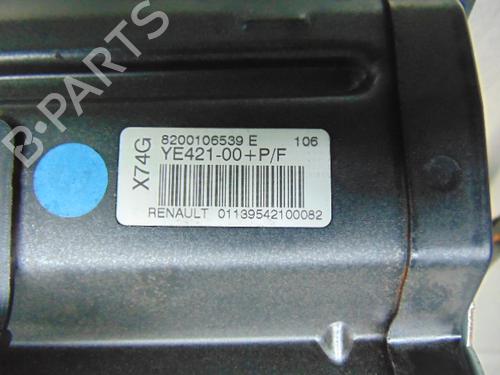 X74G
8200106539 E 106
YE421-00+P/F
RENAULT 01139542100082
B-PARTS